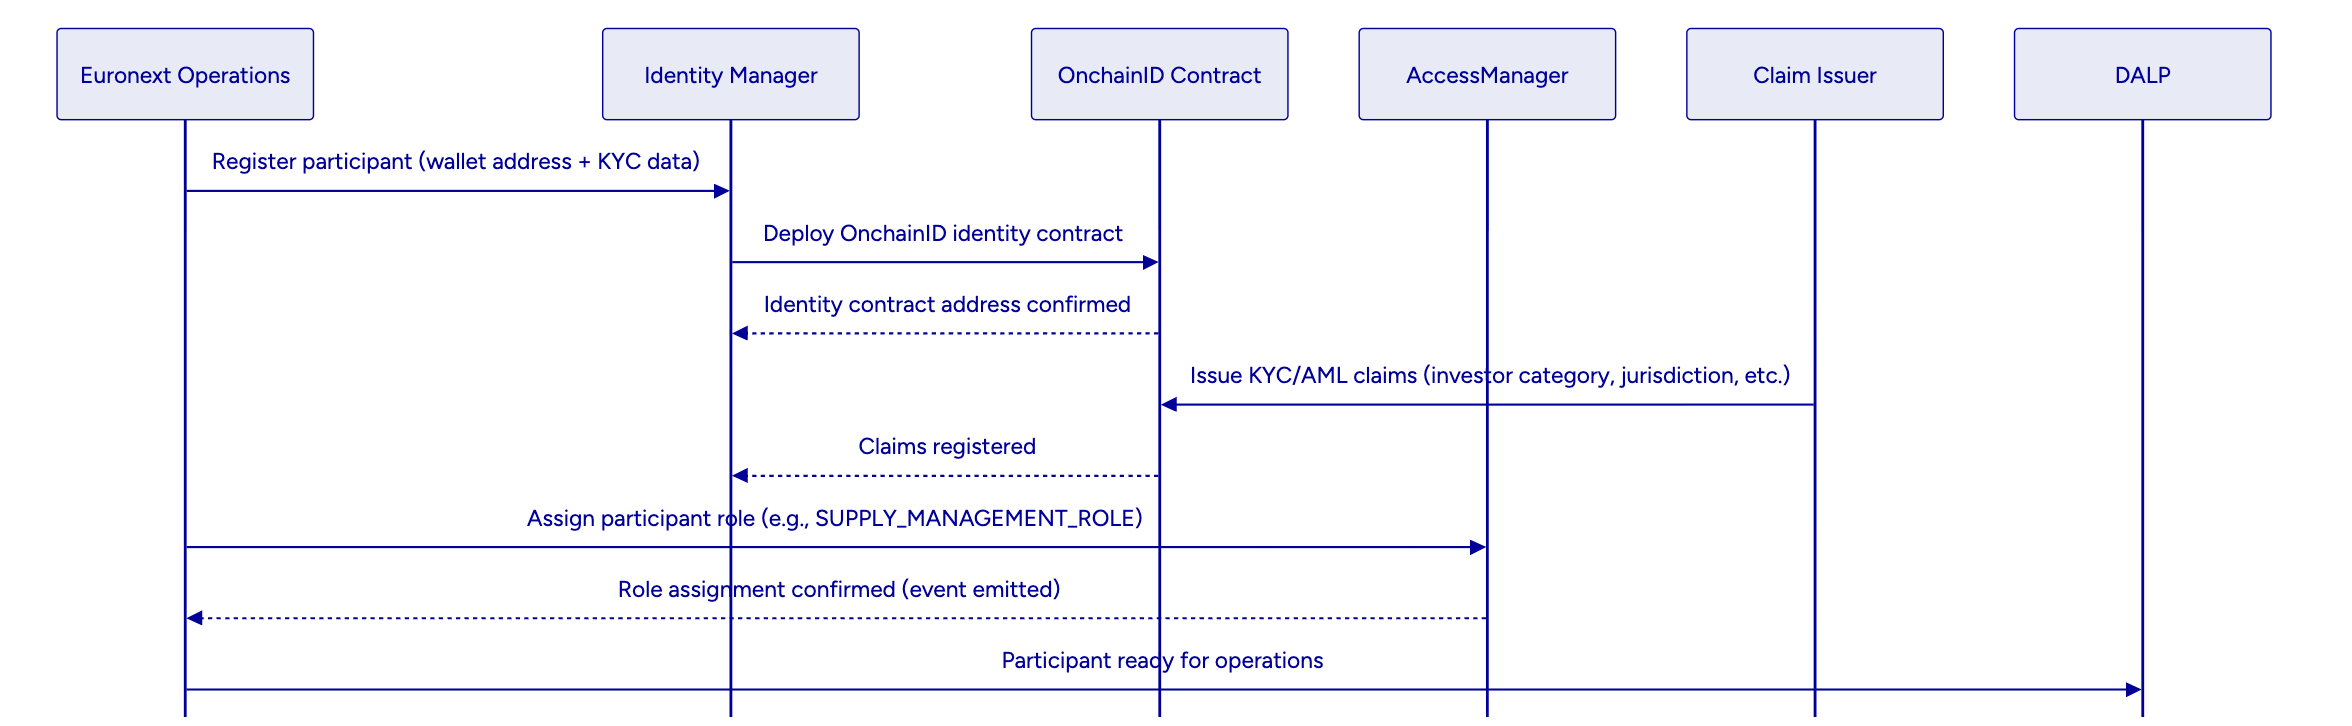 Euronext Operations
Identity Manager
OnchainID Contract
AccessManager
Claim Issuer
DALP
Register participant (wallet address + KYC data)
Deploy OnchainID identity contract
Identity contract address confirmed
Issue KYC/AML claims (investor category, jurisdiction, etc.)
Claims registered
Assign participant role (e.g., SUPPLY_MANAGEMENT_ROLE)
Role assignment confirmed (event emitted)
Participant ready for operations